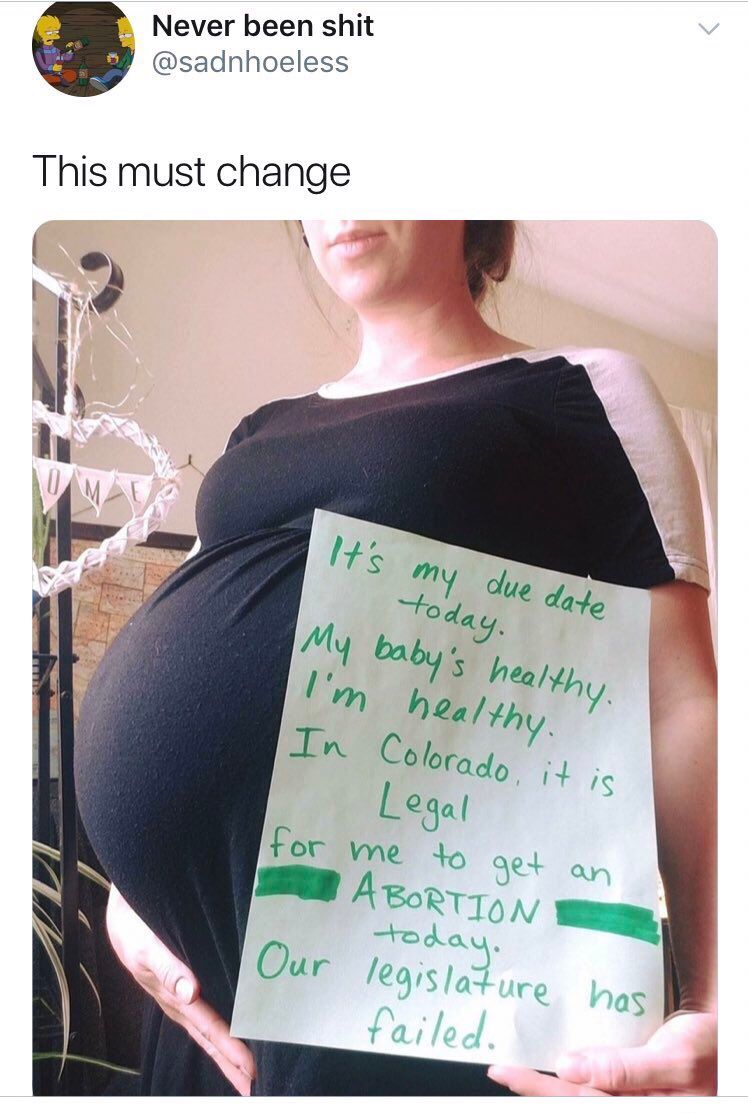 Never been shit
@sadnhoeless
This must change
OME
It's my due date
today.
My baby's healthy.
I'm healthy.
In Colorado, it is
Legal
for me to get an
ABORTION
today.
Our legislature has
failed.